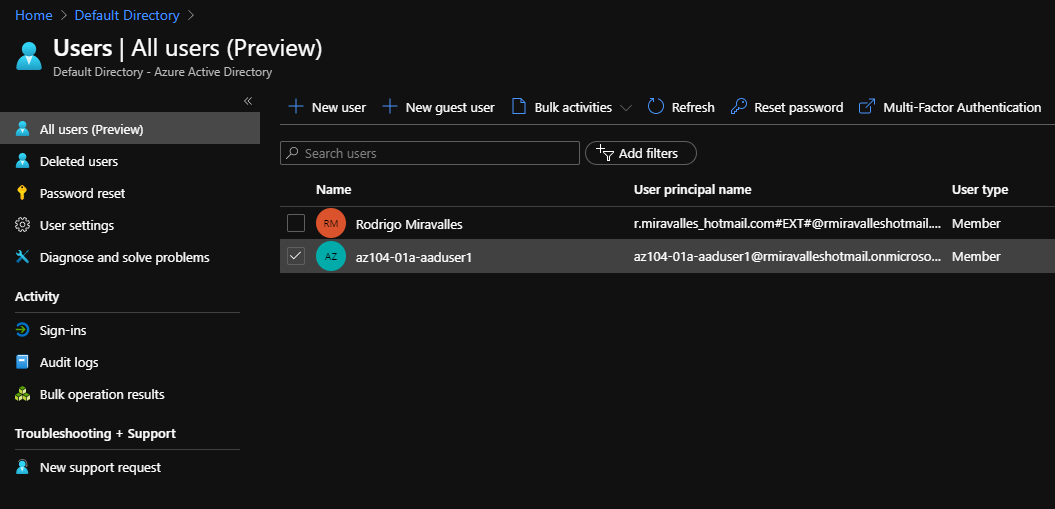 Home > Default Directory >
Users | All users (Preview)
Default Directory - Azure Active Directory
«
All users (Preview)
Deleted users
Password reset
User settings
Diagnose and solve problems
Activity
Sign-ins
Audit logs
Bulk operation results
Troubleshooting + Support
New support request
New user New guest user Bulk activities Refresh Reset password Multi-Factor Authentication
Search users Add filters
Name User principal name User type
RM Rodrigo Miravalles r.miravalles_hotmail.com#EXT#@rmiravalleshotmail.... Member
AZ az104-01a-aaduser1 az104-01a-aaduser1@rmiravalleshotmail.onmicroso... Member